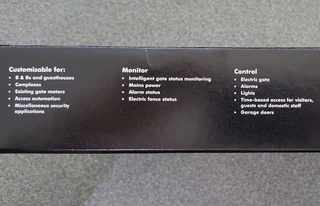 Customisable for:
• B & Bs and guesthouses
• Complexes
• Existing gate motors
• Access automation
• Miscellaneous security
applications
Monitor
• Intelligent gate status monitoring
• Mains power
• Alarm status
• Electric fence status
Control
• Electric gate
• Alarms
• Lights
• Time-based access for visitors,
guests and domestic staff
• Garage doors